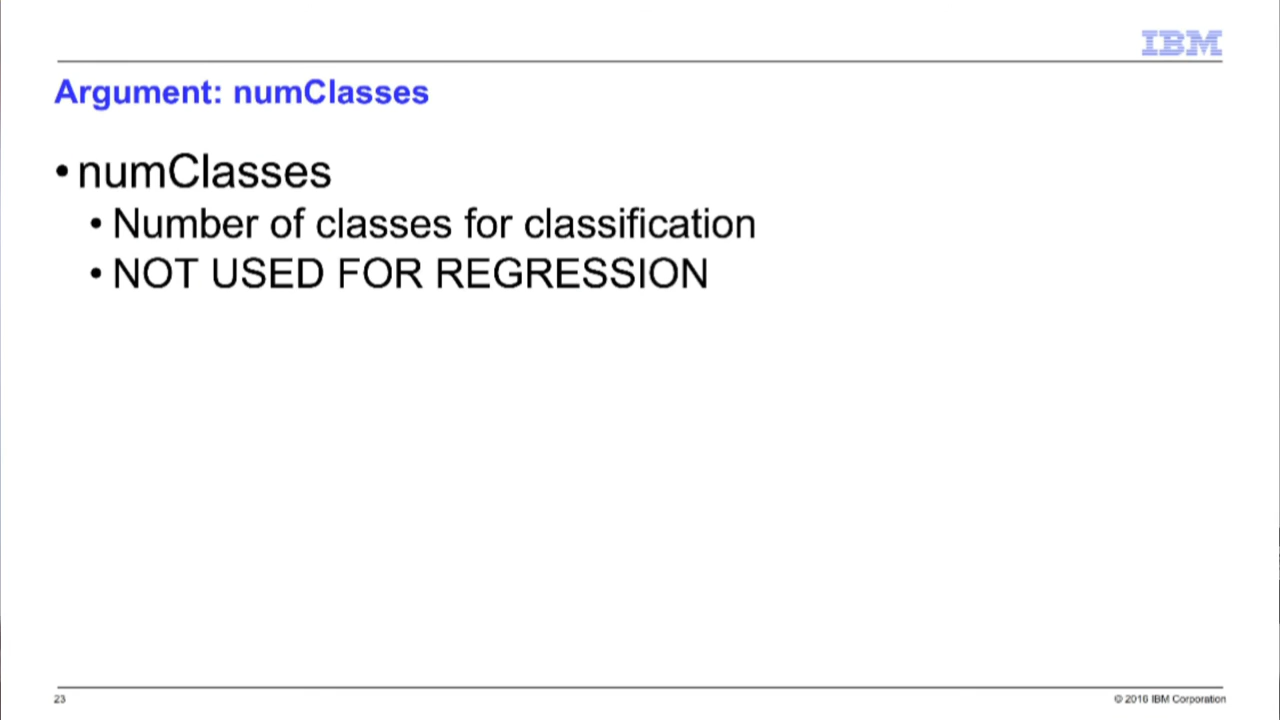 IBM
Argument: numClasses
• numClasses
• Number of classes for classification
• NOT USED FOR REGRESSION
23
© 2016 IBM Corporation